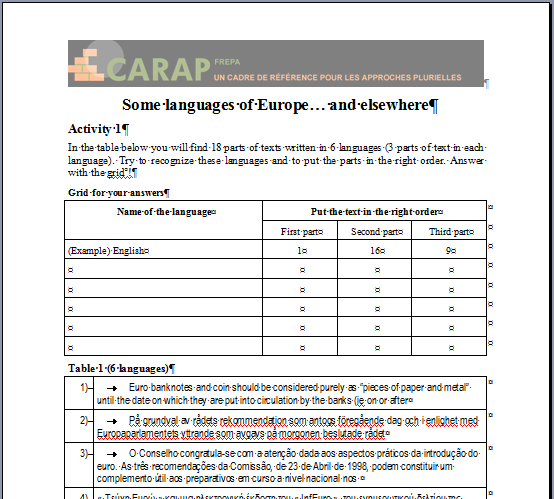 CARAP FREPA
UN CADRE DE RÉFÉRENCE POUR LES APPROCHES PLURIELLES
Some languages of Europe… and elsewhere
Activity 1
In the table below you will find 18 parts of texts written in 6 languages (3 parts of text in each
language). Try to recognize these languages and to put the parts in the right order. Answer
with the grid°!
Grid for your answers
Name of the language Put the text in the right order
First part Second part Third part
(Example) English 1 16 9
Table 1 (6 languages)
1) Euro banknotes and coin should be considered purely as “pieces of paper and metal”
until the date on which they are put into circulation by the banks (ie on or after
2) På grundval av rådets rekommendation som antogs föregående dag och i enlighet med
Europaparlamentets yttrande som avgavs på morgonen beslutade rådet
3) O Conselho congratula-se com a atenção dada aos aspectos práticos da introdução do
euro. As três recomendações da Comissão, de 23 de Abril de 1998, podem constituir um
complemento útil aos preparativos em curso a nível nacional nos
4)